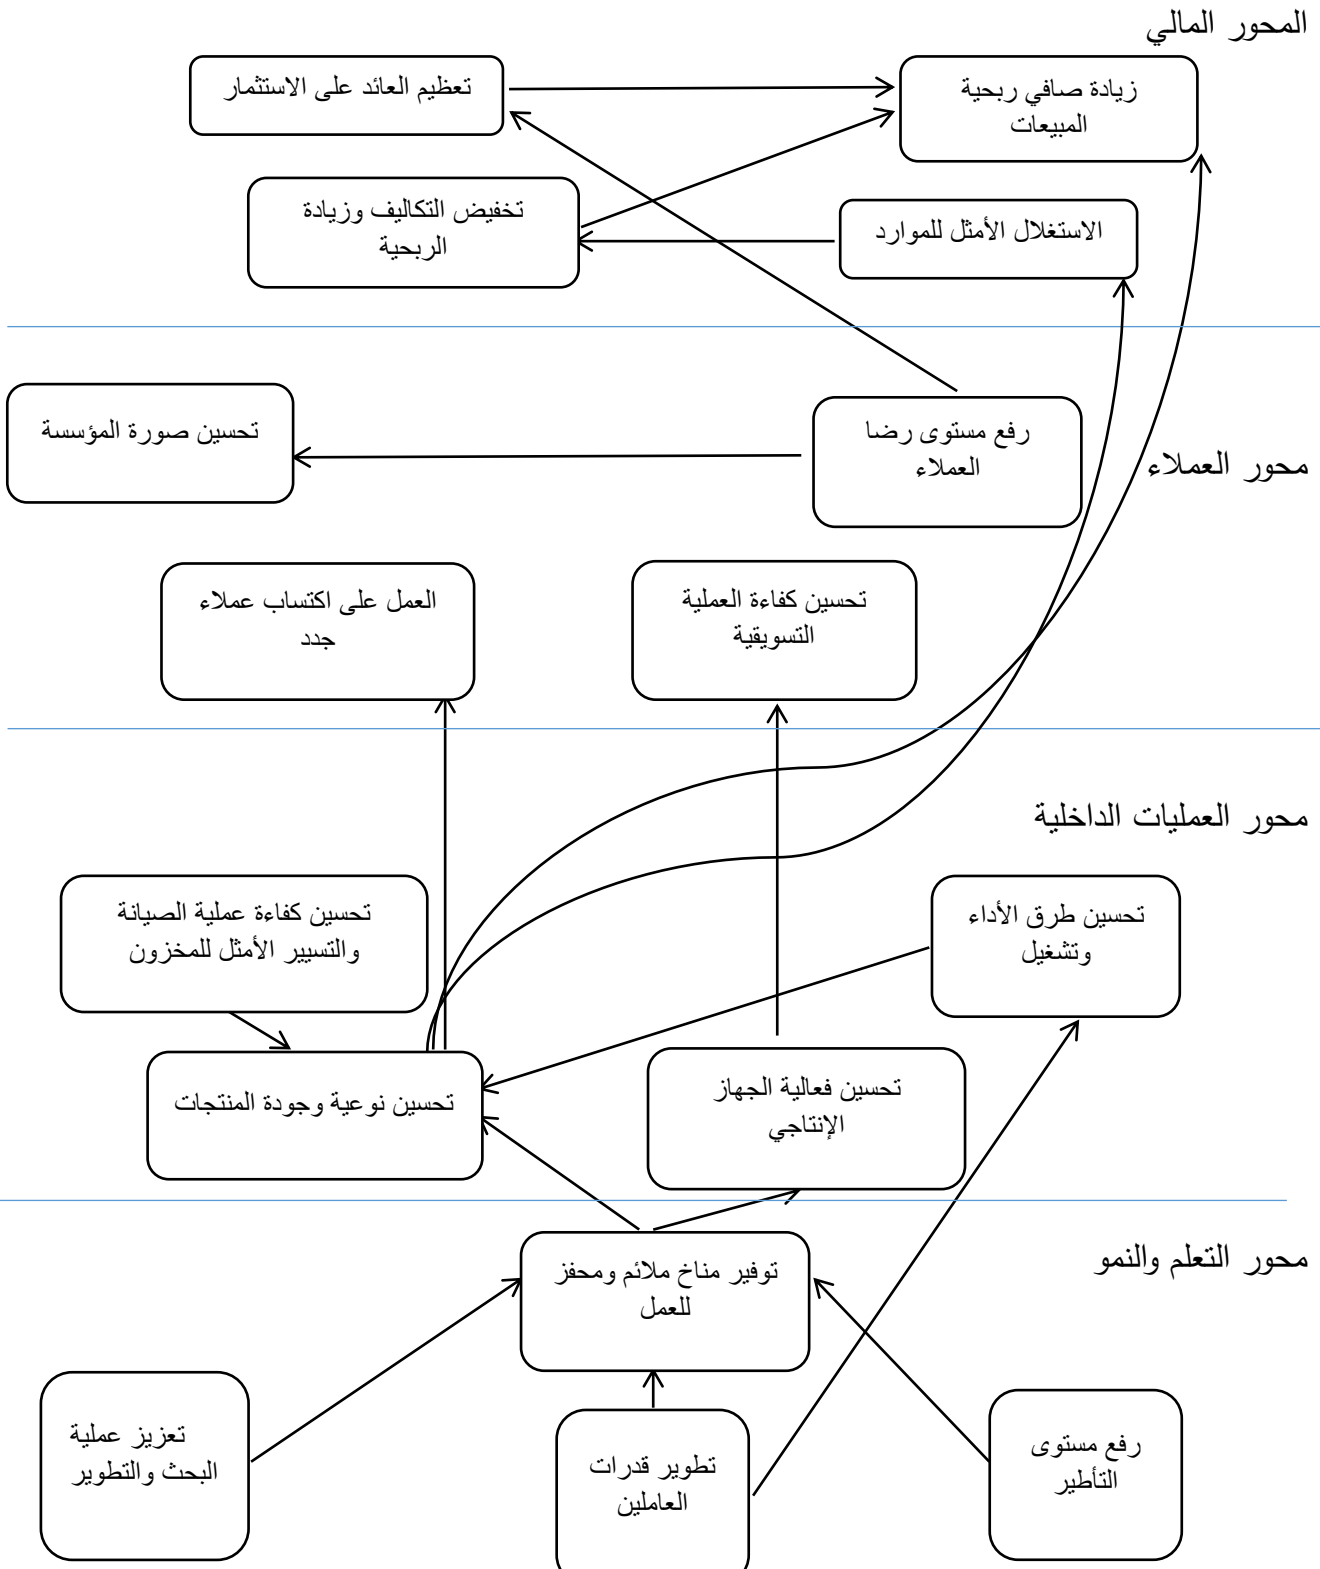 المحور المالي
زيادة صافي ربحية
المبيعات
تعظيم العائد على الاستثمار
الاستغلال الأمثل للموارد
تخفيض التكاليف وزيادة
الربحية
محور العملاء
رفع مستوى رضا
العملاء
تحسين صورة المؤسسة
تحسين كفاءة العملية
التسويقية
العمل على اكتساب عملاء
جدد
محور العمليات الداخلية
تحسين طرق الأداء
وتشغيل
تحسين كفاءة عملية الصيانة
والتسيير الأمثل للمخزون
تحسين فعالية الجهاز
الإنتاجي
تحسين نوعية وجودة المنتجات
محور التعلم والنمو
توفير مناخ ملائم ومحفز
للعمل
رفع مستوى
التأطير
تطوير قدرات
العاملين
تعزيز عملية
البحث والتطوير